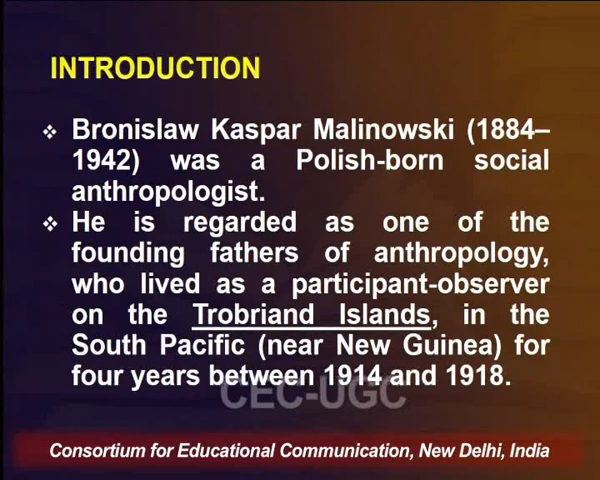 INTRODUCTION
❖ Bronislaw Kaspar Malinowski (1884–
1942) was a Polish-born social
anthropologist.
❖ He is regarded as one of the
founding fathers of anthropology,
who lived as a participant-observer
on the Trobriand Islands, in the
South Pacific (near New Guinea) for
four years between 1914 and 1918.
CEC-UGC
Consortium for Educational Communication, New Delhi, India